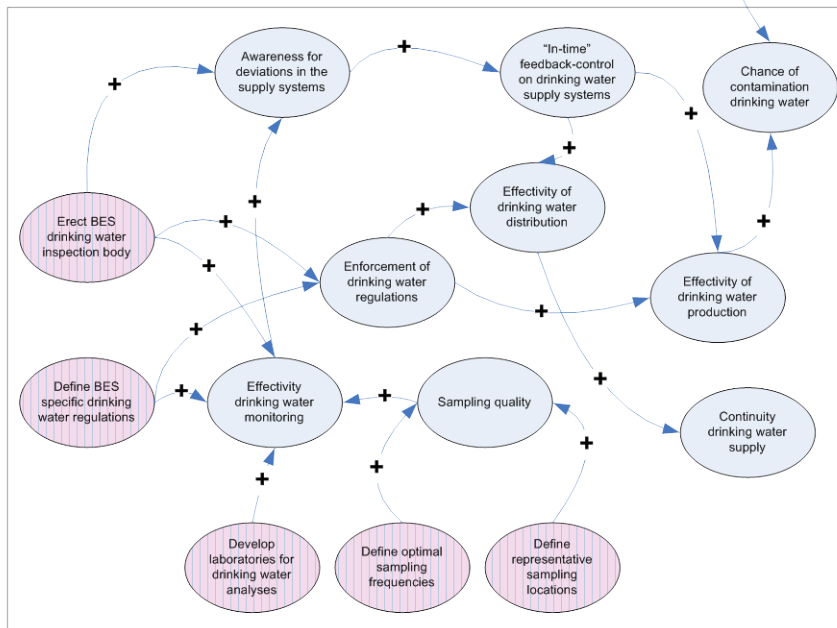 Awareness for
deviations in the
supply systems
+
“In-time”
feedback-control
on drinking water
supply systems
Chance of
contamination
drinking water
+
+
+
+
Effectivity of
drinking water
distribution
+
+
+
Erect BES
drinking water
inspection body
+
+
Enforcement of
drinking water
regulations
Effectivity of
drinking water
production
+
+
Define BES
specific drinking
water regulations
+
Effectivity
drinking water
monitoring
+
Sampling quality
+
Continuity
drinking water
supply
+
+
+
Develop
laboratories for
drinking water
analyses
Define optimal
sampling
frequencies
Define
representative
sampling
locations